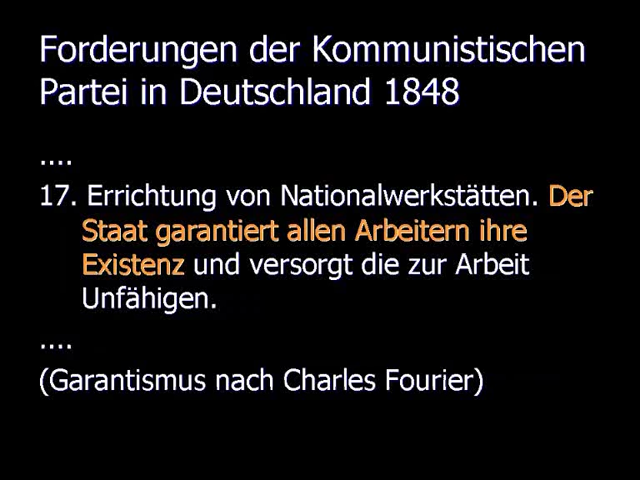 Forderungen der Kommunistischen
Partei in Deutschland 1848
....
17. Errichtung von Nationalwerkstätten. Der
Staat garantiert allen Arbeitern ihre
Existenz und versorgt die zur Arbeit
Unfähigen.
....
(Garantismus nach Charles Fourier)